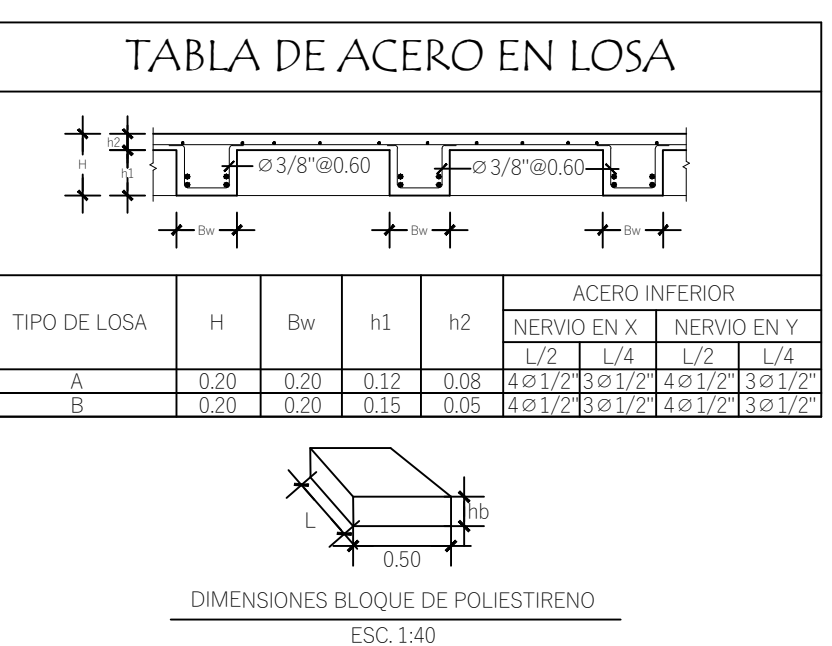 TABLA DE ACERO EN LOSA
h2
H
h1
Ø3/8"@0.60
Ø3/8"@0.60
Bw
Bw
Bw
TIPO DE LOSA H Bw h1 h2 ACERO INFERIOR
NERVIO EN X NERVIO EN Y
L/2 L/4 L/2 L/4
A 0.20 0.20 0.12 0.08 4Ø1/2" 3Ø1/2" 4Ø1/2" 3Ø1/2"
B 0.20 0.20 0.15 0.05 4Ø1/2" 3Ø1/2" 4Ø1/2" 3Ø1/2"
L
hb
0.50
DIMENSIONES BLOQUE DE POLIESTIRENO
ESC. 1:40